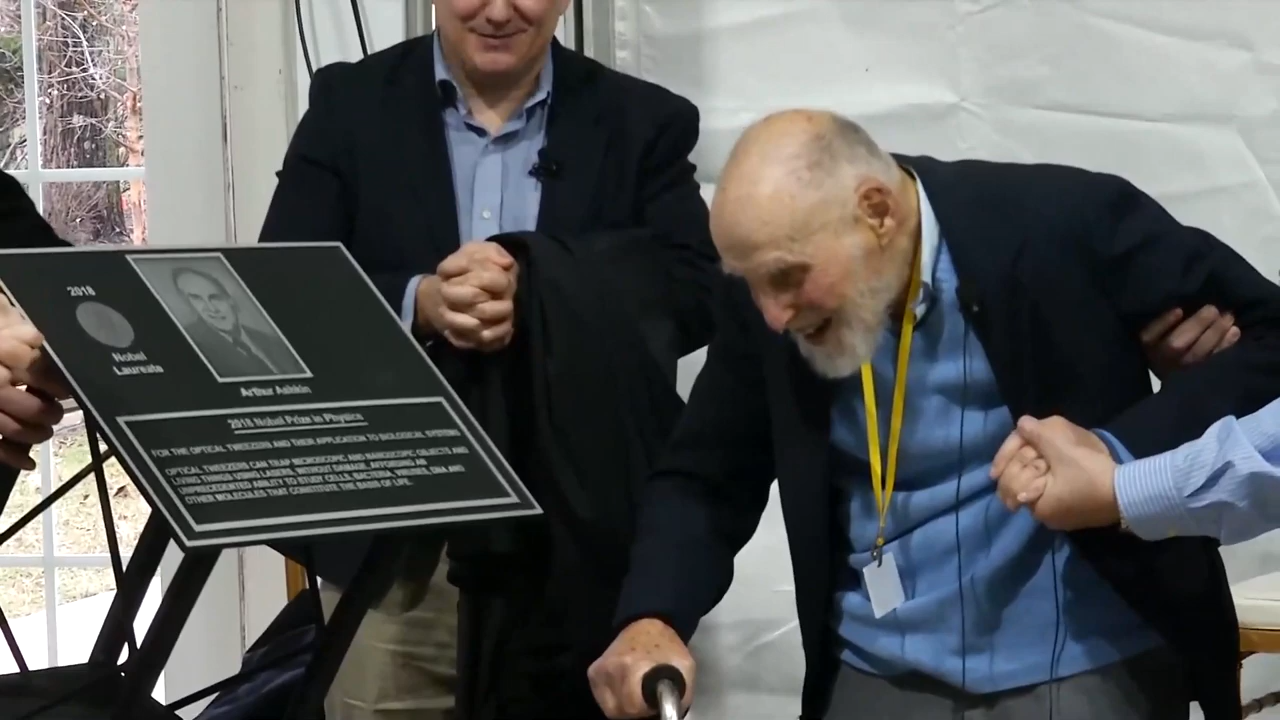 2018
Nobel
Laureate
Arthur Ashkin
2018 Nobel Prize in Physics
FOR THE OPTICAL TWEEZERS AND THEIR APPLICATION TO BIOLOGICAL SYSTEMS
OPTICAL TWEEZERS CAN TRAP MICROSCOPIC AND NANOSCOPIC OBJECTS AND
LIVING THINGS VIA LASERS, WITHOUT DAMAGE, AFFORDING AN
UNPRECEDENTED ABILITY TO STUDY CELLS, BACTERIA, VIRUSES, DNA AND
OTHER MOLECULES THAT CONSTITUTE THE BASIS OF LIFE.